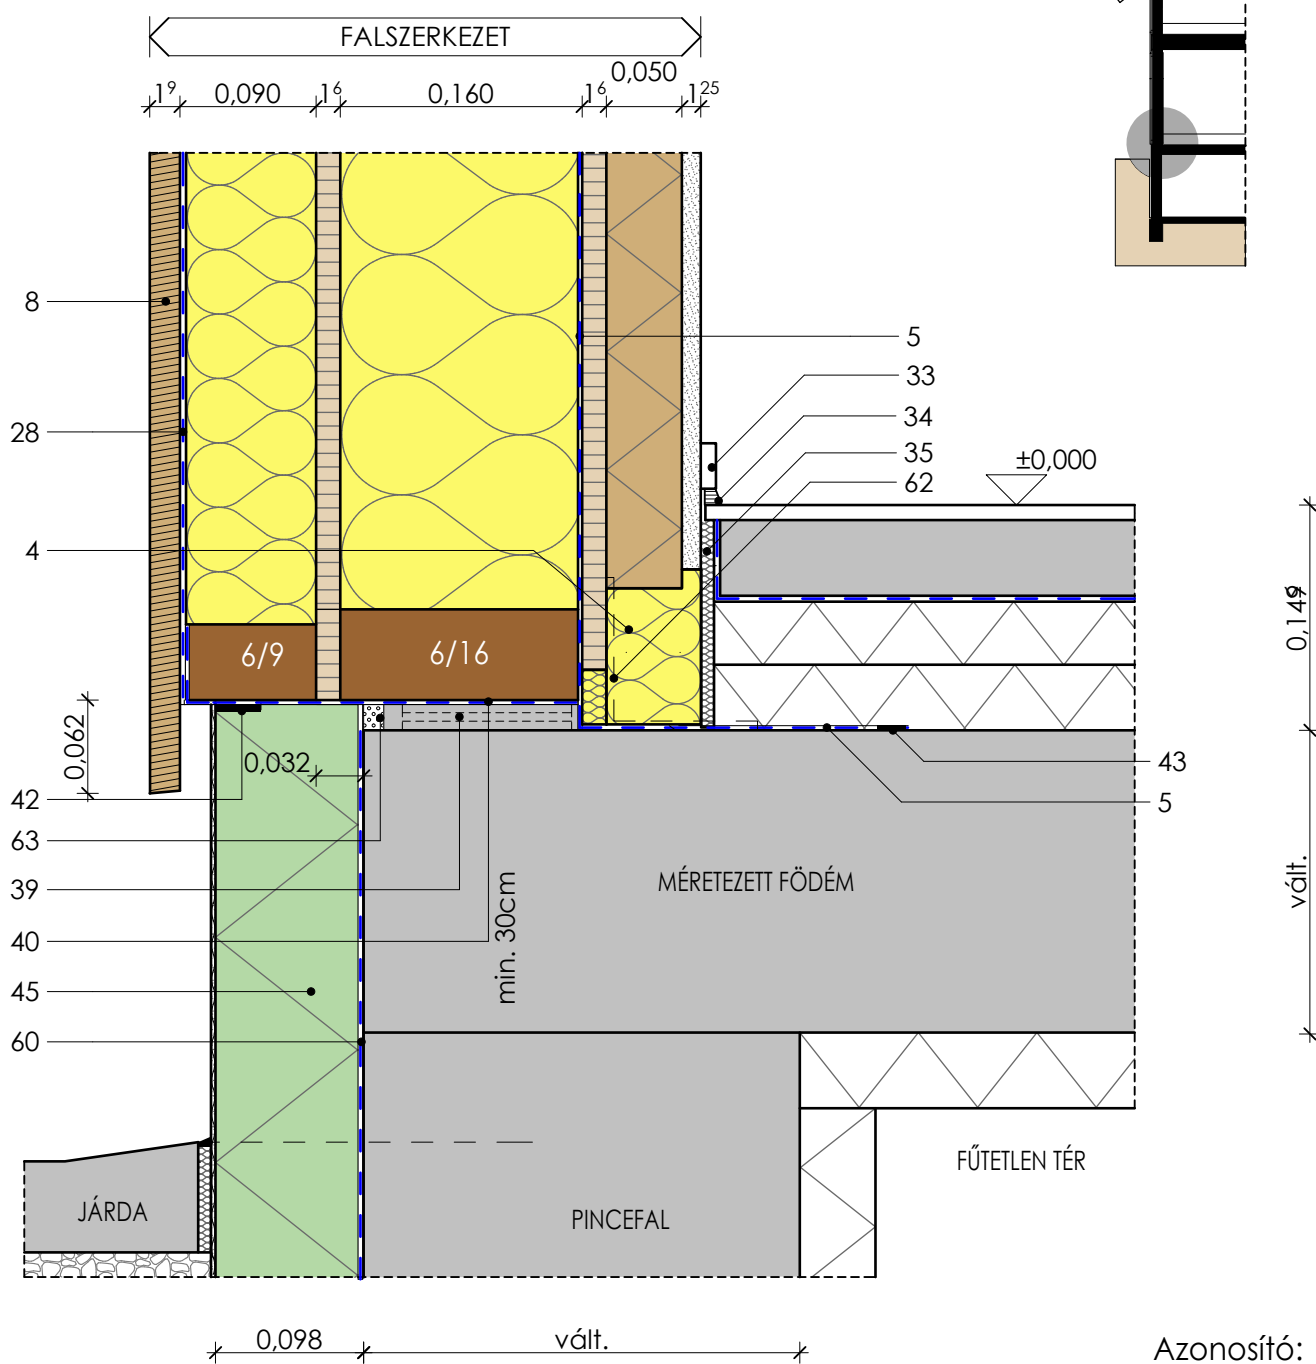 FALSZERKEZET
0,050
1⁹ 0,090 1⁶ 0,160 1⁶ 1²⁵
8
5
33
28
34
35
62
±0,000
4
0,149
6/9
6/16
0,062
0,032
42
43
5
63
MÉRETEZETT FÖDÉM
39
vált.
min. 30cm
40
45
60
FŰTETLEN TÉR
JÁRDA
PINCEFAL
0,098
vált.
Azonosító: